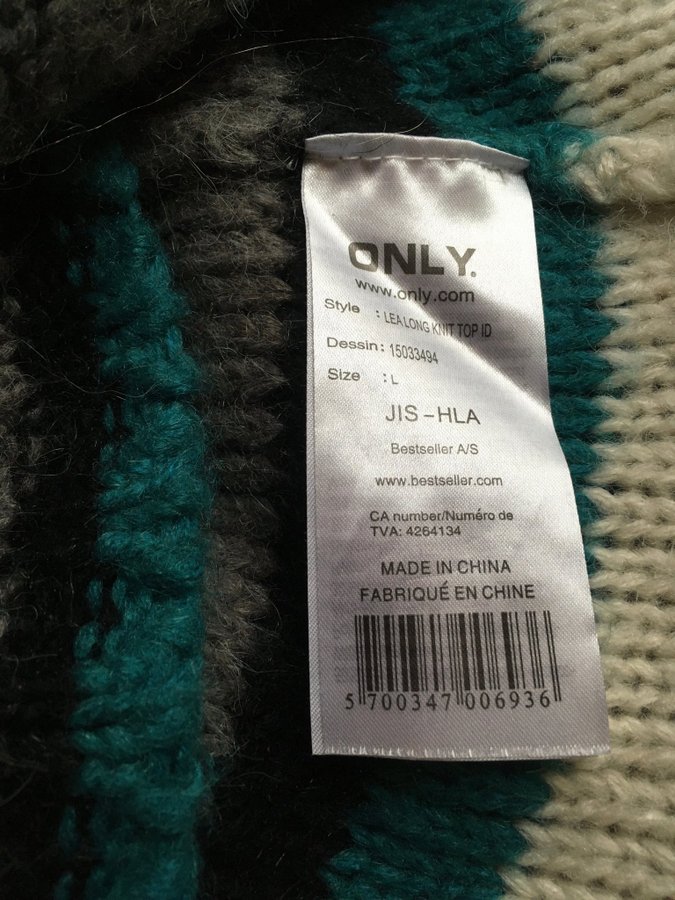 ONLY.
www.only.com
Style : LEA LONG KNIT TOP ID
Dessin: 15033494
Size : L
JIS-HLA
Bestseller A/S
www.bestseller.com
CA number/Numéro de
TVA: 4264134
MADE IN CHINA
FABRIQUÉ EN CHINE
5 700347 006936